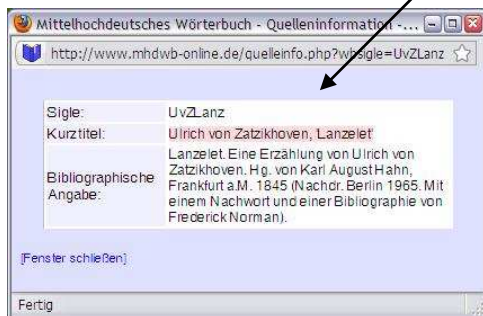 Mittelhochdeutsches Wörterbuch - Quelleninformation - ...
http://www.mhdwb-online.de/quelleinfo.php?wbsigle=UvZLanz
Sigle: UvZLanz
Kurztitel: Ulrich von Zatzikhoven, 'Lanzelet'
Bibliographische Angabe:
Lanzelet. Eine Erzählung von Ulrich von
Zatzikhoven. Hg. von Karl August Hahn,
Frankfurt a.M. 1845 (Nachdr. Berlin 1965. Mit
einem Nachwort und einer Bibliographie von
Frederick Norman).
[Fenster schließen]
Fertig